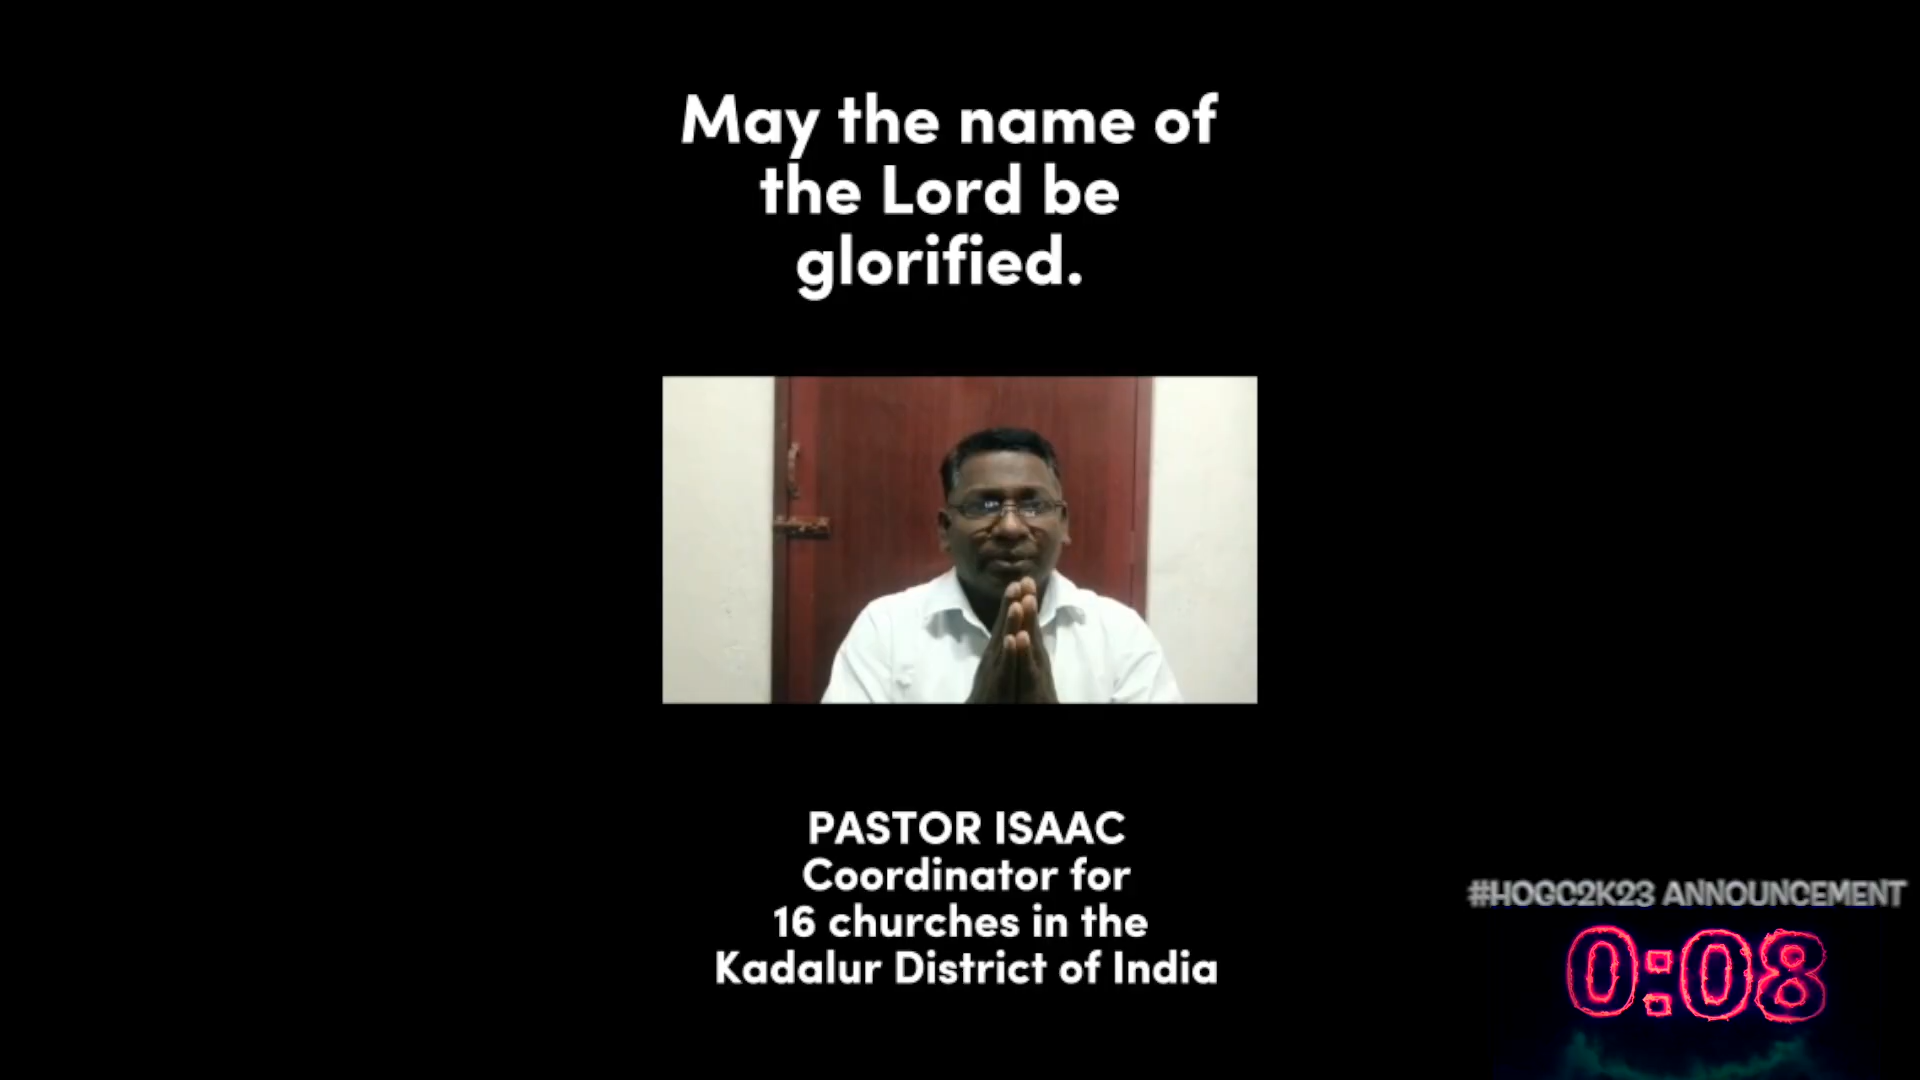 May the name of
the Lord be
glorified.
PASTOR ISAAC
Coordinator for
16 churches in the
Kadalur District of India
#HOGC2K23 ANNOUNCEMENT
0:08